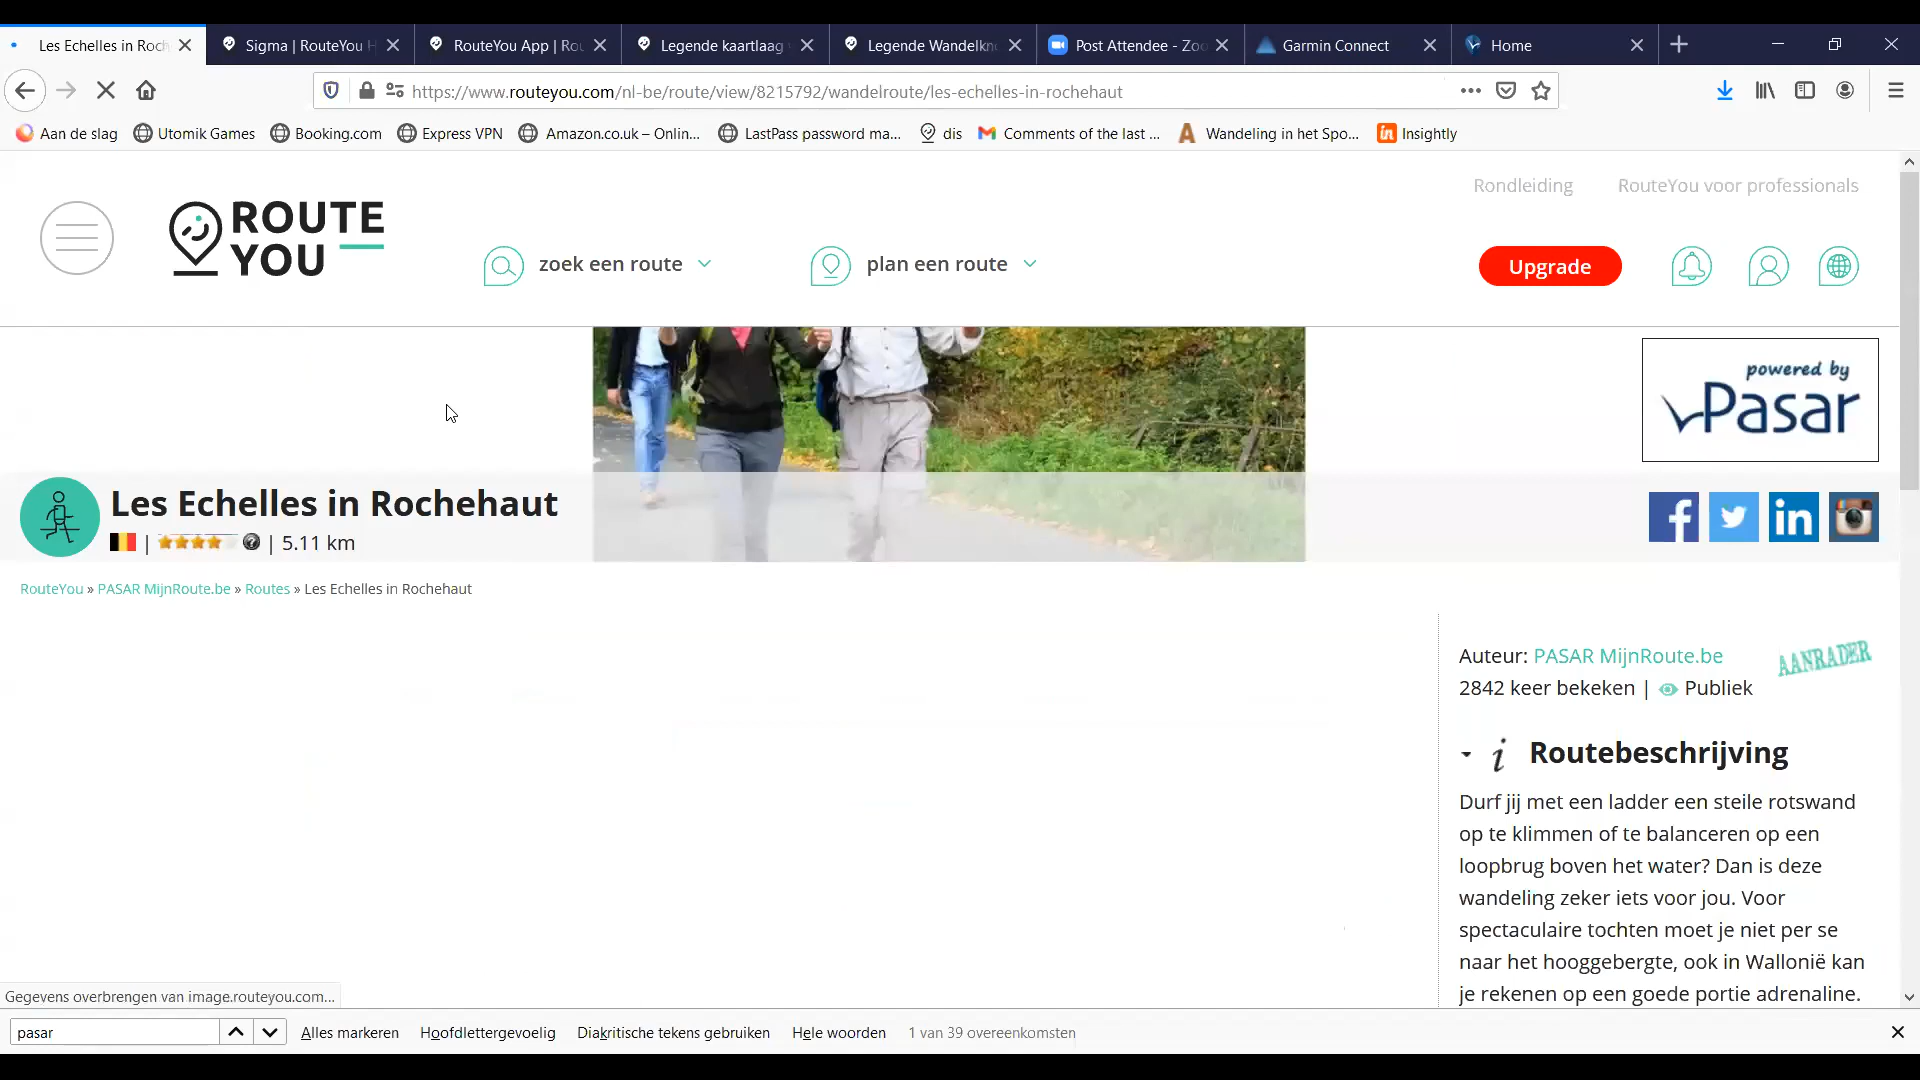 Les Echelles in Roch
Sigma | RouteYou H
RouteYou App | Rou
Legende kaartlaag
Legende Wandelkn
Post Attendee - Zoo
Garmin Connect
Home
https://www.routeyou.com/nl-be/route/view/8215792/wandelroute/les-echelles-in-rochehaut
Aan de slag
Utomik Games
Booking.com
Express VPN
Amazon.co.uk – Onlin...
LastPass password ma...
dis
Comments of the last ...
Wandeling in het Spo...
Insightly
Rondleiding
RouteYou voor professionals
ROUTE
YOU
zoek een route
plan een route
Upgrade
powered by
Pasar
Les Echelles in Rochehaut
| ? | 5.11 km
RouteYou » PASAR MijnRoute.be » Routes » Les Echelles in Rochehaut
Auteur: PASAR MijnRoute.be
AANRADER
2842 keer bekeken | Publiek
Routebeschrijving
Durf jij met een ladder een steile rotswand
op te klimmen of te balanceren op een
loopbrug boven het water? Dan is deze
wandeling zeker iets voor jou. Voor
spectaculaire tochten moet je niet per se
naar het hooggebergte, ook in Wallonië kan
je rekenen op een goede portie adrenaline.
Gegevens overbrengen van image.routeyou.com...
pasar
Alles markeren
Hoofdlettergevoelig
Diakritische tekens gebruiken
Hele woorden
1 van 39 overeenkomsten